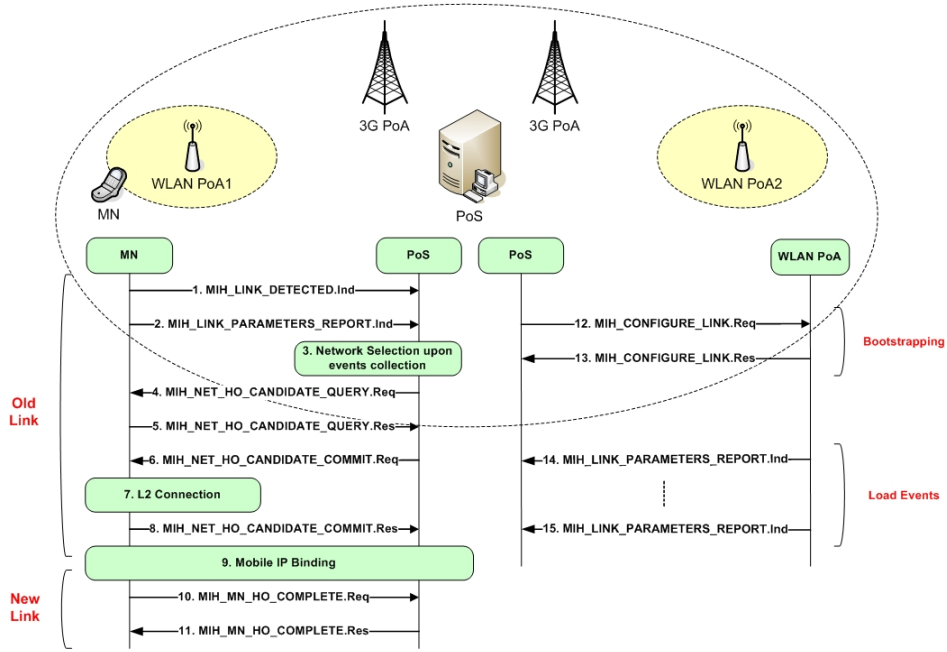 3G PoA
3G PoA
WLAN PoA1
WLAN PoA2
MN
PoS
MN
PoS
PoS
WLAN PoA
1. MIH_LINK_DETECTED.Ind
2. MIH_LINK_PARAMETERS_REPORT.Ind
3. Network Selection upon
events collection
4. MIH_NET_HO_CANDIDATE_QUERY.Req
5. MIH_NET_HO_CANDIDATE_QUERY.Res
6. MIH_NET_HO_CANDIDATE_COMMIT.Req
7. L2 Connection
8. MIH_NET_HO_CANDIDATE_COMMIT.Res
9. Mobile IP Binding
10. MIH_MN_HO_COMPLETE.Req
11. MIH_MN_HO_COMPLETE.Res
Old
Link
New
Link
12. MIH_CONFIGURE_LINK.Req
13. MIH_CONFIGURE_LINK.Res
Bootstrapping
14. MIH_LINK_PARAMETERS_REPORT.Ind
15. MIH_LINK_PARAMETERS_REPORT.Ind
Load Events